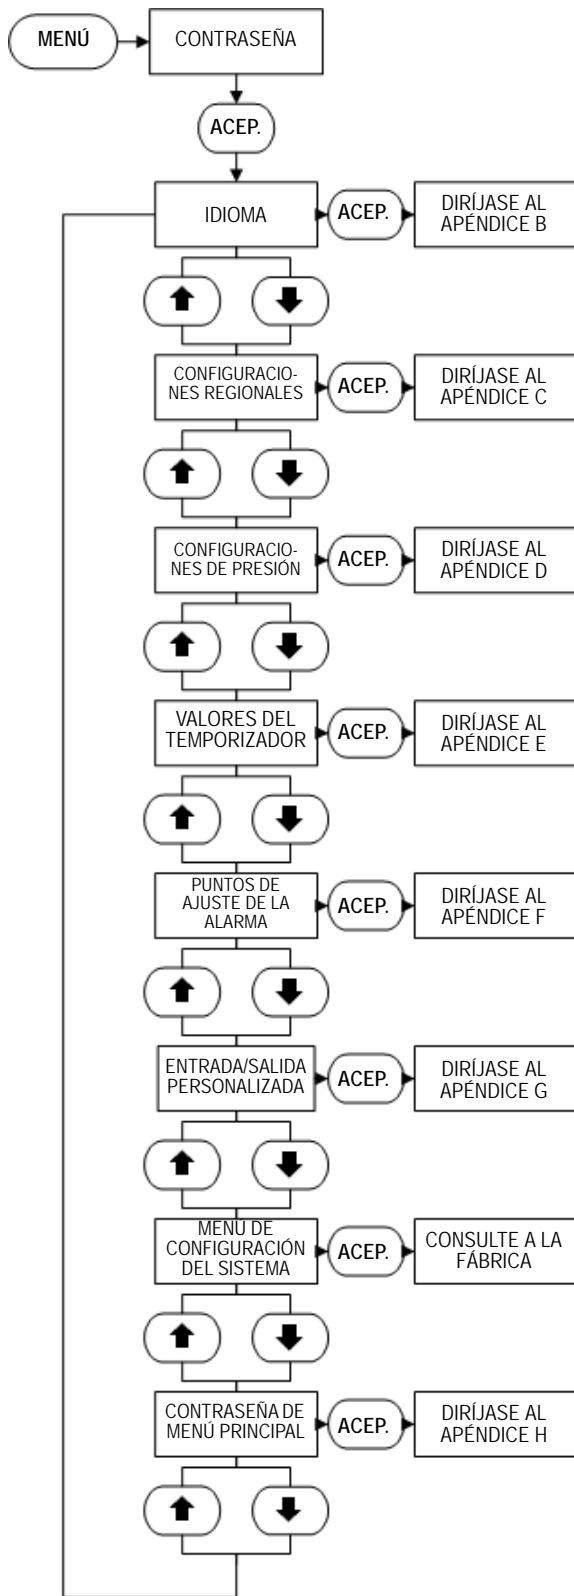 MENÚ
CONTRASEÑA
ACEP.
IDIOMA
ACEP.
DIRÍJASE AL
APÉNDICE B
CONFIGURACIO-
NES REGIONALES
ACEP.
DIRÍJASE AL
APÉNDICE C
CONFIGURACIO-
NES DE PRESIÓN
ACEP.
DIRÍJASE AL
APÉNDICE D
VALORES DEL
TEMPORIZADOR
ACEP.
DIRÍJASE AL
APÉNDICE E
PUNTOS DE
AJUSTE DE LA
ALARMA
ACEP.
DIRÍJASE AL
APÉNDICE F
ENTRADA/SALIDA
PERSONALIZADA
ACEP.
DIRÍJASE AL
APÉNDICE G
MENÚ DE
CONFIGURACIÓN
DEL SISTEMA
ACEP.
CONSULTE A LA
FÁBRICA
CONTRASEÑA DE
MENÚ PRINCIPAL
ACEP.
DIRÍJASE AL
APÉNDICE H